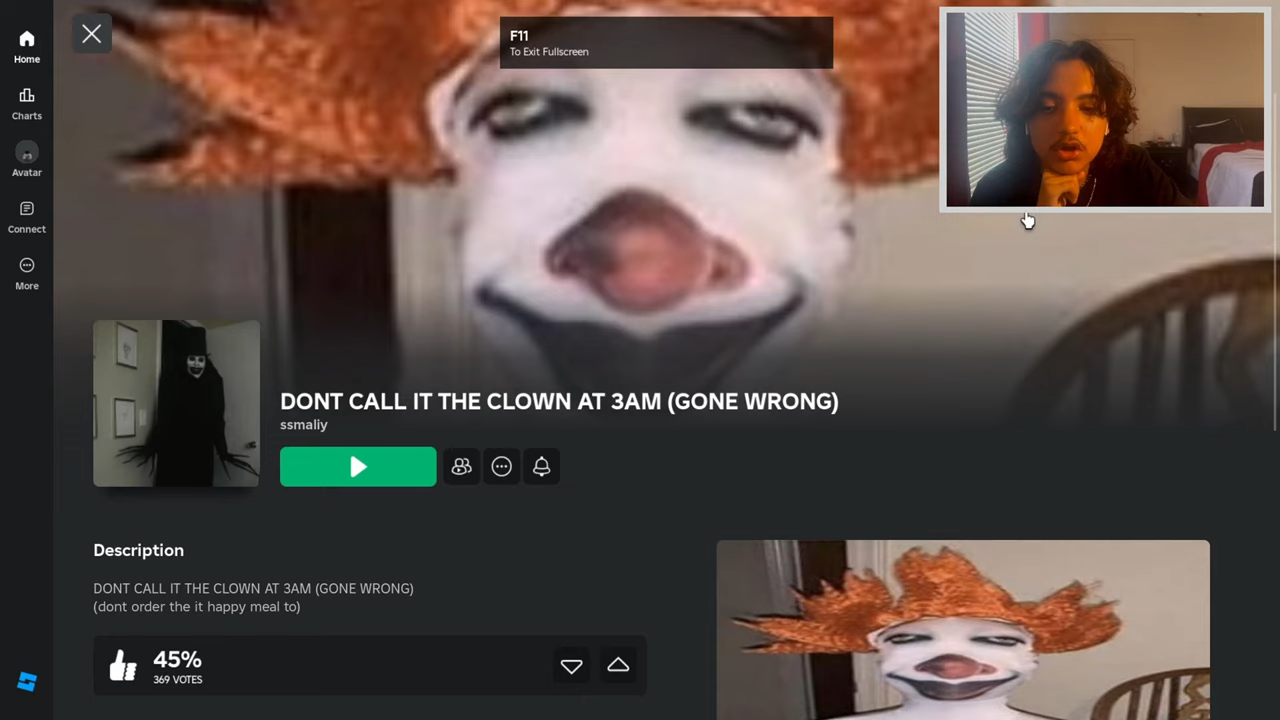 F11
To Exit Fullscreen
Home
Charts
Avatar
Connect
More
DONT CALL IT THE CLOWN AT 3AM (GONE WRONG)
ssmaliy
Description
DONT CALL IT THE CLOWN AT 3AM (GONE WRONG)
(dont order the it happy meal to)
45%
369 VOTES